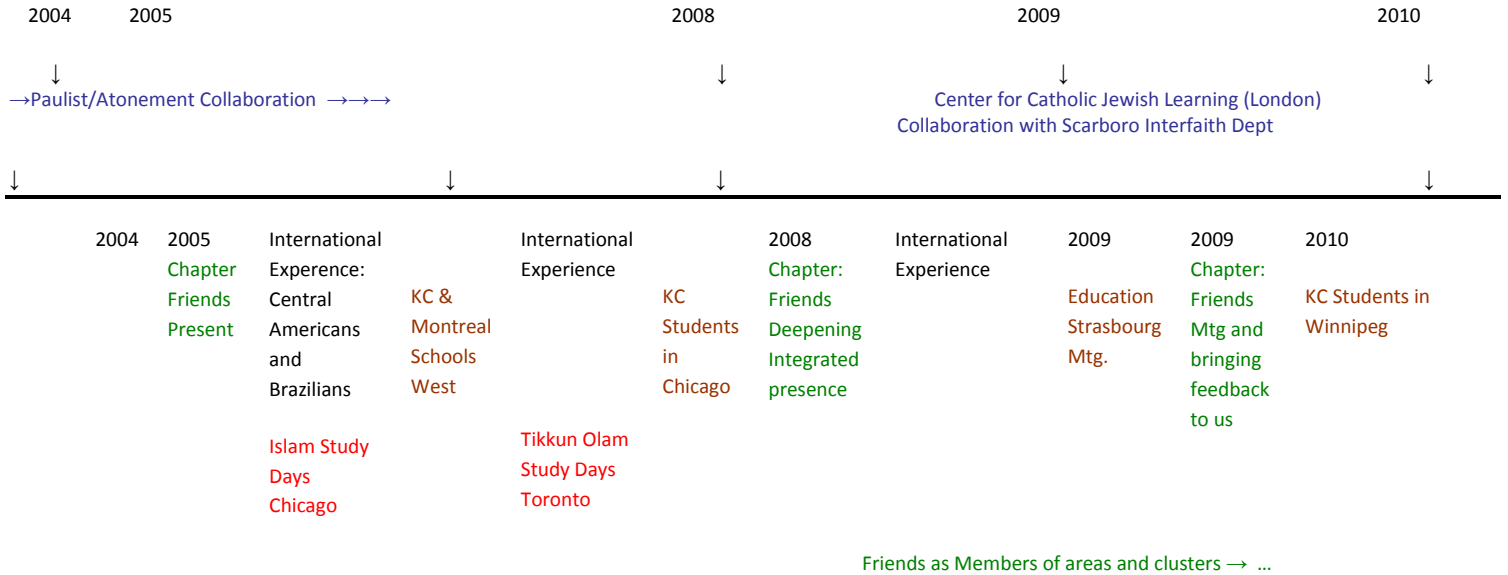 2004 2005 2008 2009 2010
↓ ↓ ↓ ↓
→Paulist/Atonement Collaboration →→→
Center for Catholic Jewish Learning (London)
Collaboration with Scarboro Interfaith Dept
↓ ↓ ↓ ↓
2004
2005
Chapter
Friends
Present
International
Experence:
Central
Americans
and
Brazilians
Islam Study
Days
Chicago
KC &
Montreal
Schools
West
International
Experience
Tikkun Olam
Study Days
Toronto
KC
Students
in
Chicago
2008
Chapter:
Friends
Deepening
Integrated
presence
International
Experience
2009
Education
Strasbourg
Mtg.
2009
Chapter:
Friends
Mtg and
bringing
feedback
to us
2010
KC Students in
Winnipeg
Friends as Members of areas and clusters → ...